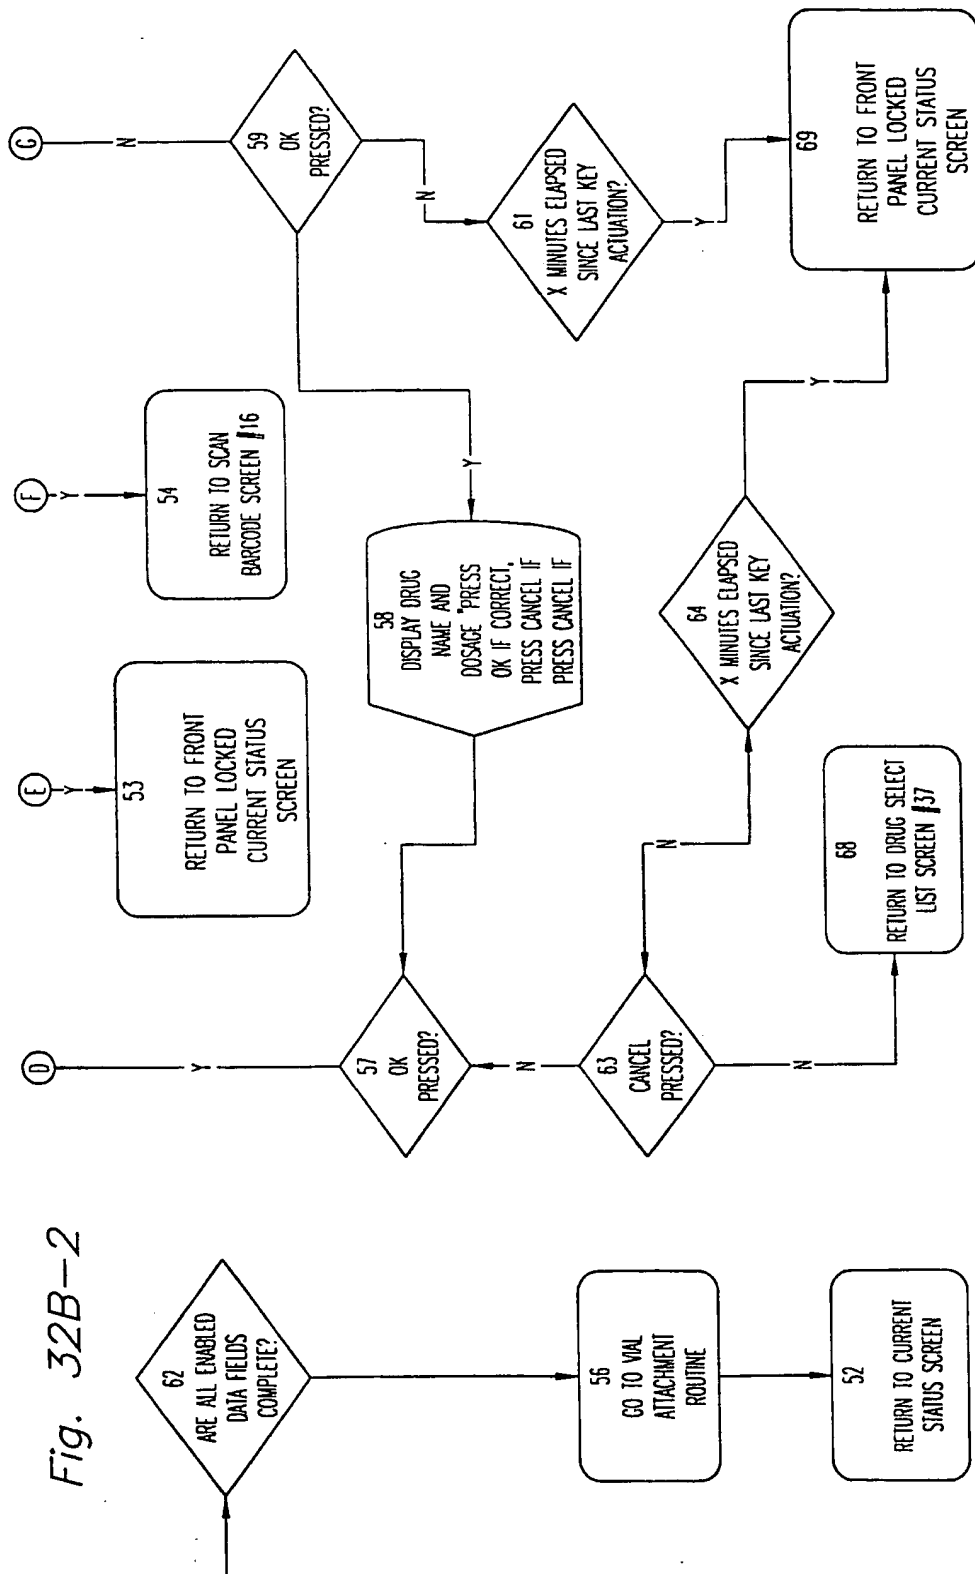 Fig. 32B-2
62
ARE ALL ENABLED
DATA FIELDS
COMPLETE?
56
GO TO VIAL
ATTACHMENT
ROUTINE
52
RETURN TO CURRENT
STATUS SCREEN
D
Y
57
OK
PRESSED?
N
63
CANCEL
PRESSED?
N
68
RETURN TO DRUG SELECT
LIST SCREEN #37
N
E
Y
53
RETURN TO FRONT
PANEL LOCKED
CURRENT STATUS
SCREEN
F
Y
54
RETURN TO SCAN
BARCODE SCREEN #16
58
DISPLAY DRUG
NAME AND
DOSAGE "PRESS
OK IF CORRECT,
PRESS CANCEL IF
PRESS CANCEL IF
Y
64
X MINUTES ELAPSED
SINCE LAST KEY
ACTUATION?
Y
G
N
59
OK
PRESSED?
N
61
X MINUTES ELAPSED
SINCE LAST KEY
ACTUATION?
Y
69
RETURN TO FRONT
PANEL LOCKED
CURRENT STATUS
SCREEN